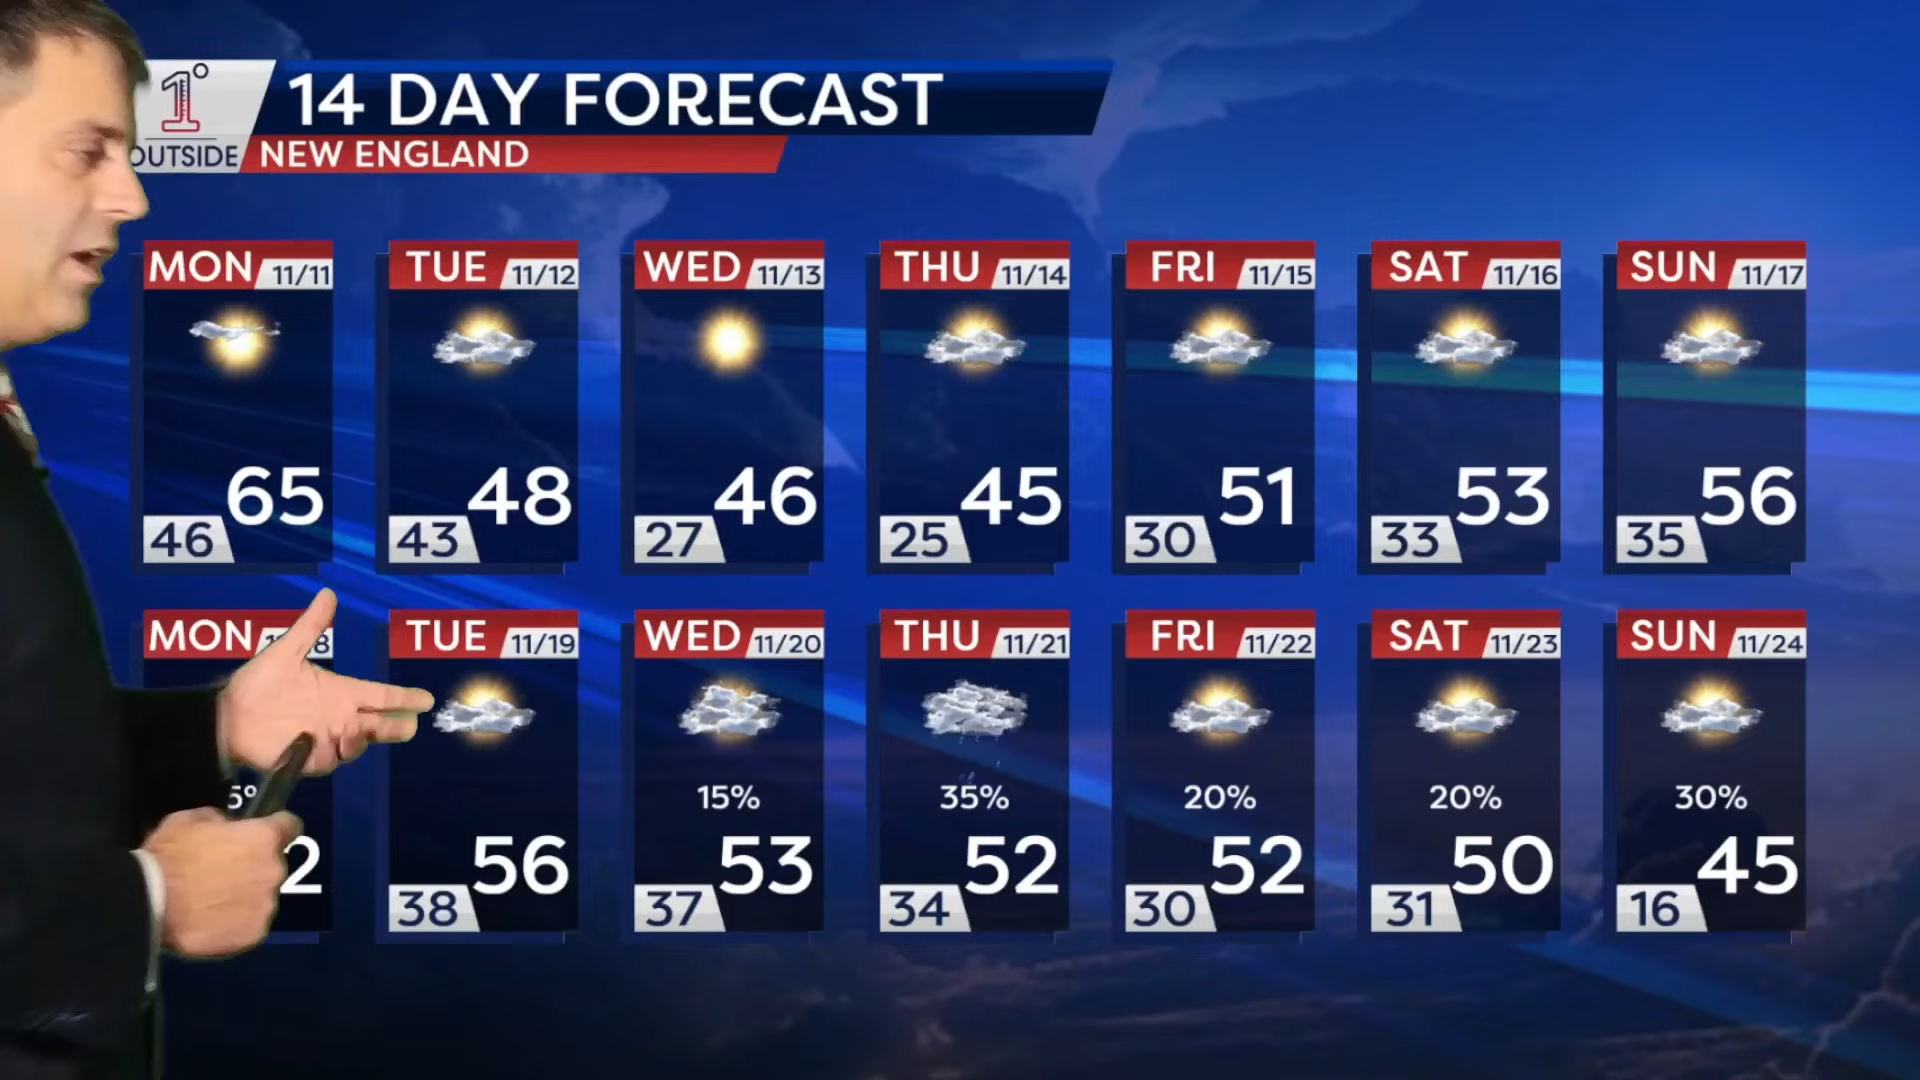 1°
OUTSIDE
14 DAY FORECAST
NEW ENGLAND
MON 11/11
TUE 11/12
WED 11/13
THU 11/14
FRI 11/15
SAT 11/16
SUN 11/17
65
48
46
45
51
53
56
46
43
27
25
30
33
35
MON
TUE 11/19
WED 11/20
THU 11/21
FRI 11/22
SAT 11/23
SUN 11/24
15%
35%
20%
20%
30%
2
56
53
52
52
50
45
38
37
34
30
31
16